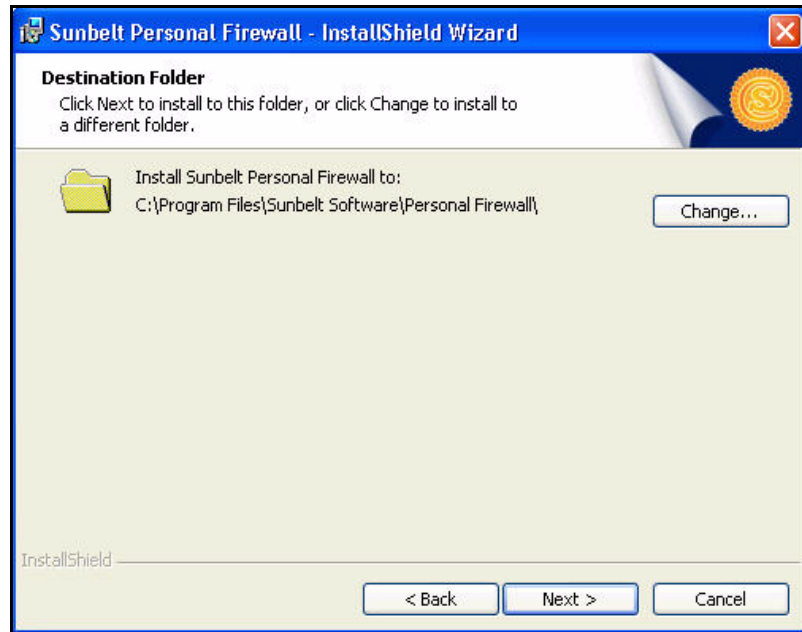 Sunbelt Personal Firewall - InstallShield Wizard
Destination Folder
Click Next to install to this folder, or click Change to install to
a different folder.
Install Sunbelt Personal Firewall to:
C:\Program Files\Sunbelt Software\Personal Firewall\
Change...
InstallShield
< Back
Next >
Cancel